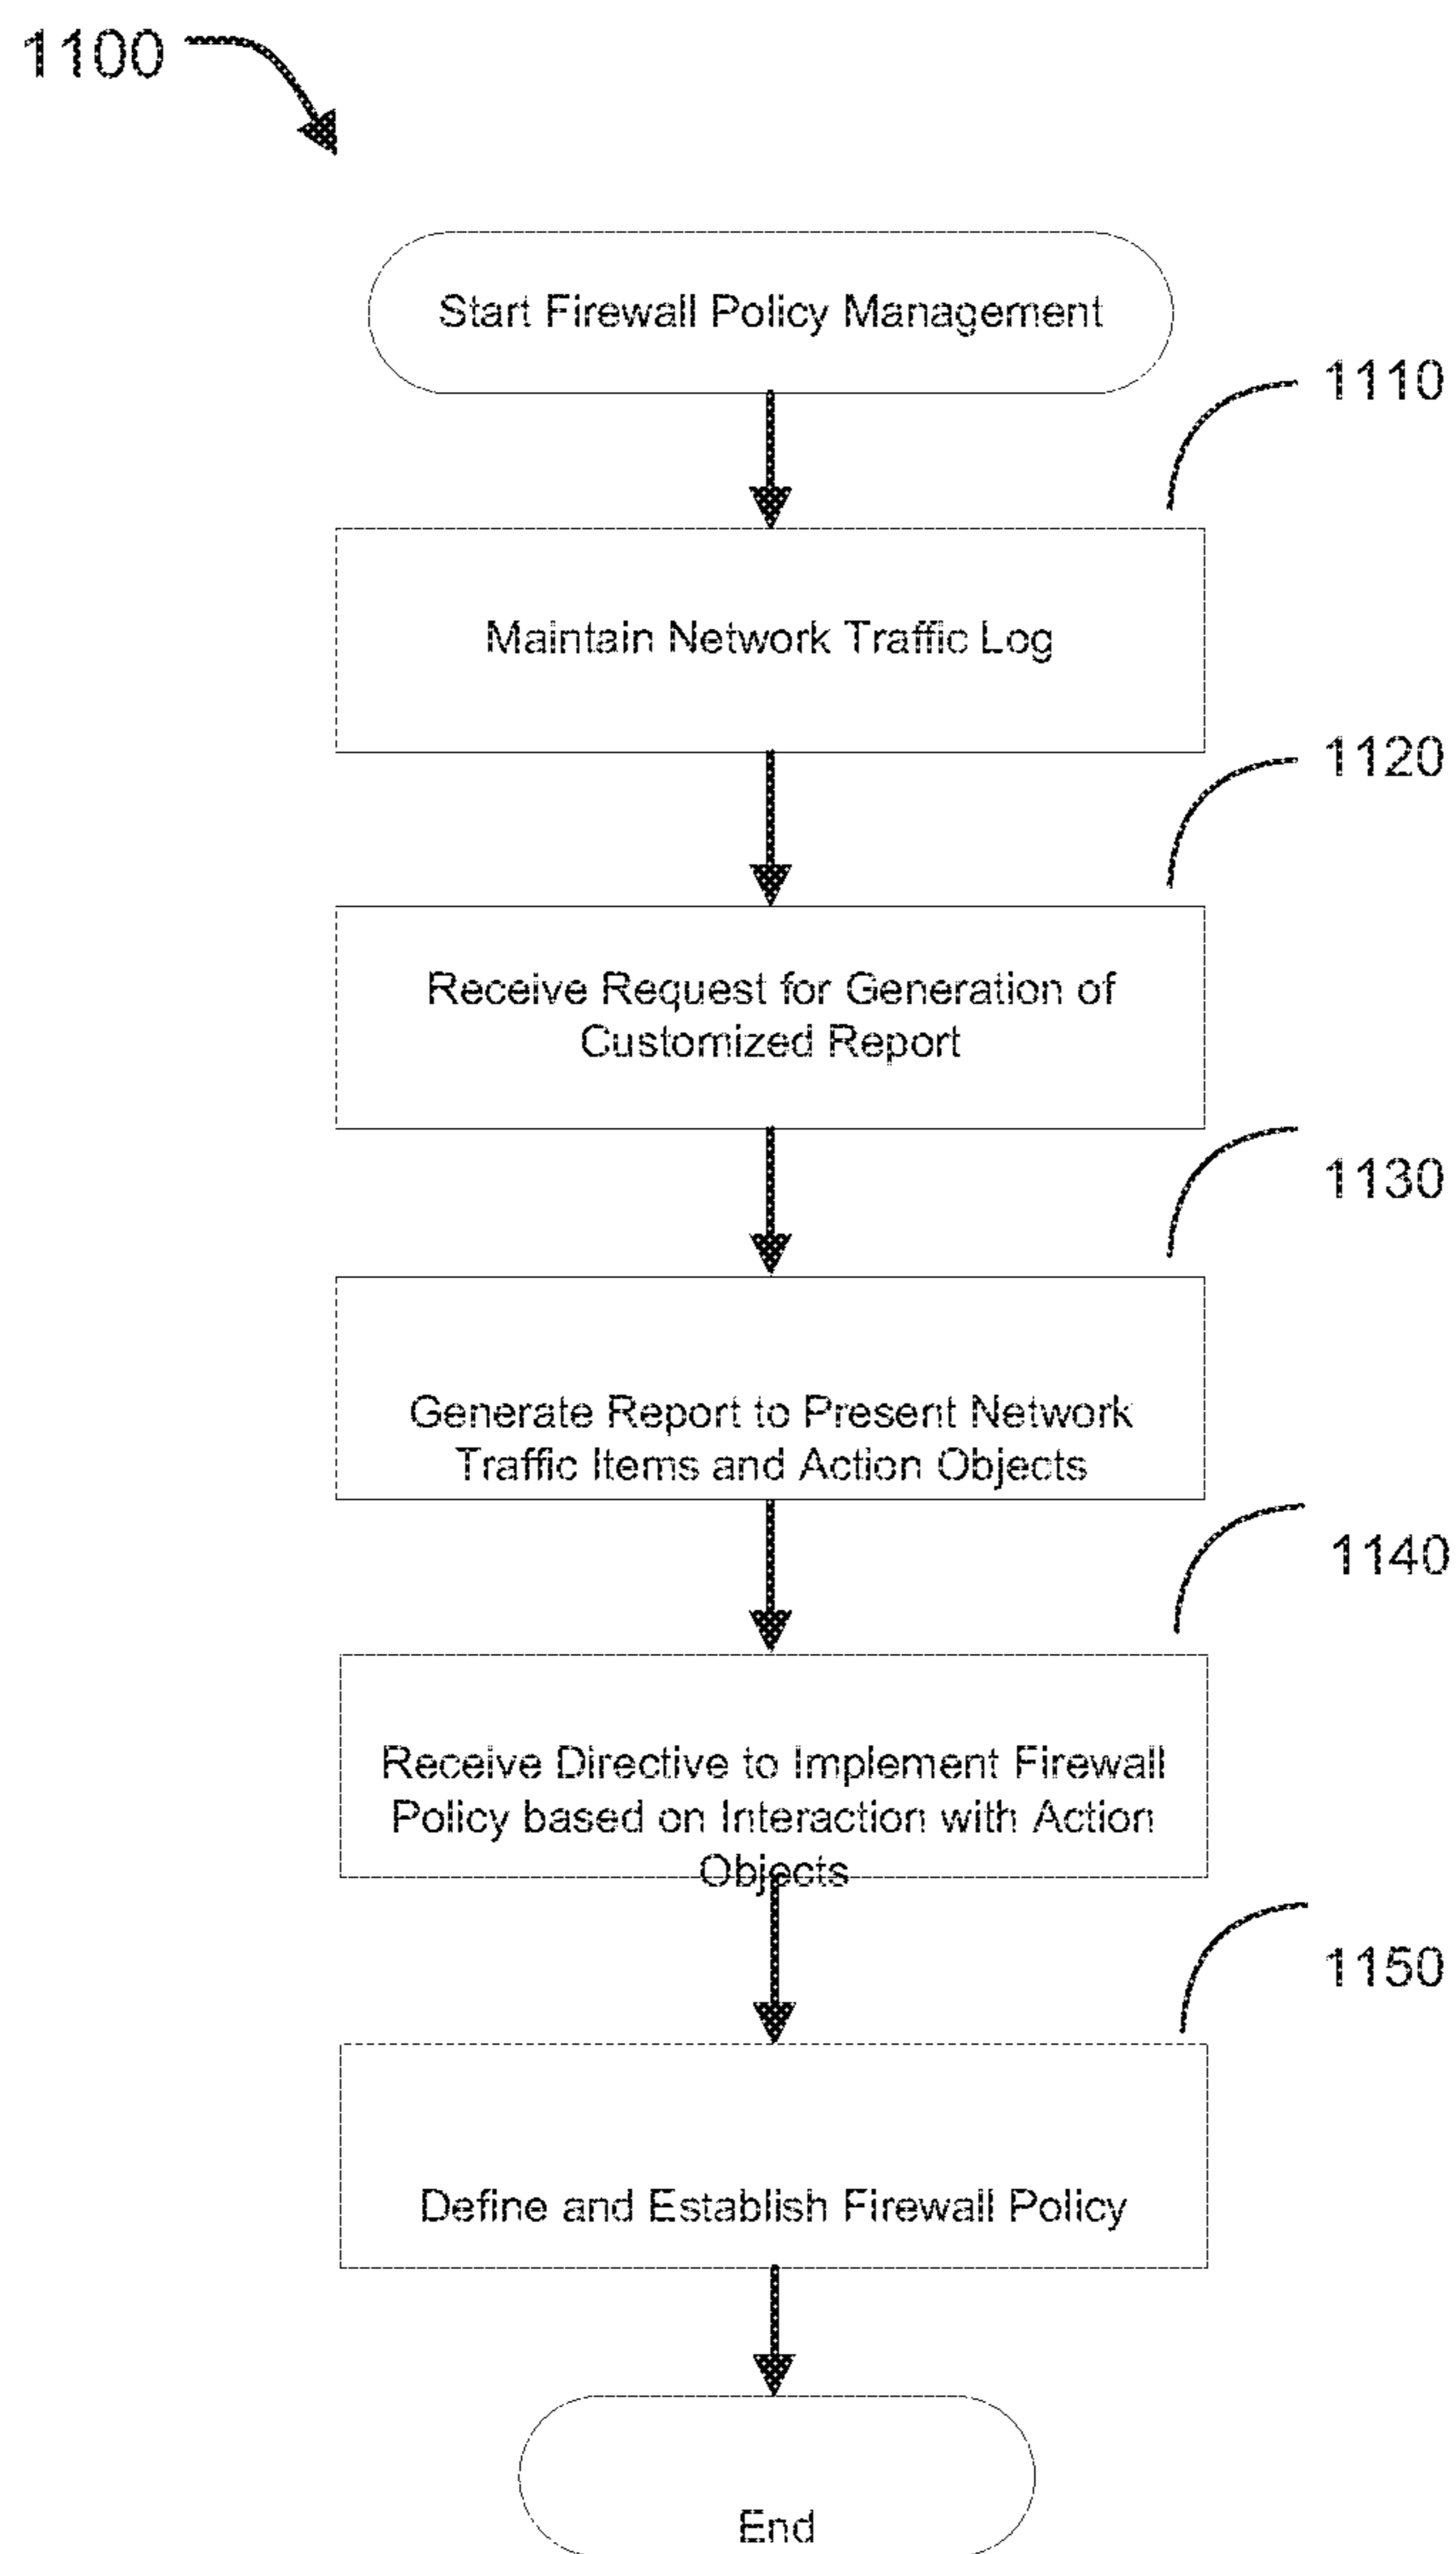 1100
Start Firewall Policy Management
1110
Maintain Network Traffic Log
1120
Receive Request for Generation of
Customized Report
1130
Generate Report to Present Network
Traffic Items and Action Objects
1140
Receive Directive to Implement Firewall
Policy based on Interaction with Action
Objects
1150
Define and Establish Firewall Policy
End